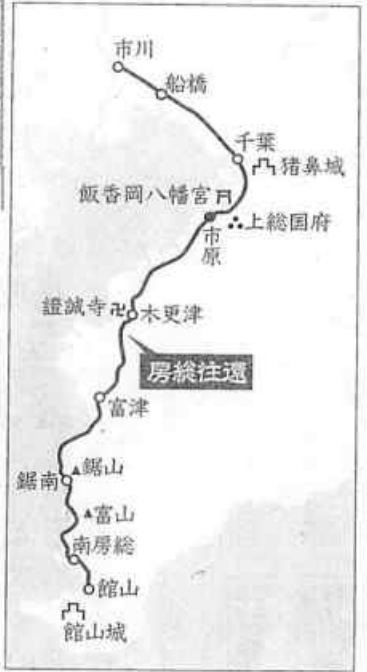 市川
船橋
千葉
猪鼻城
飯香岡八幡宮
市原
上総国府
證誠寺
木更津
房総往還
富津
鋸山
鋸南
富山
南房総
館山
館山城